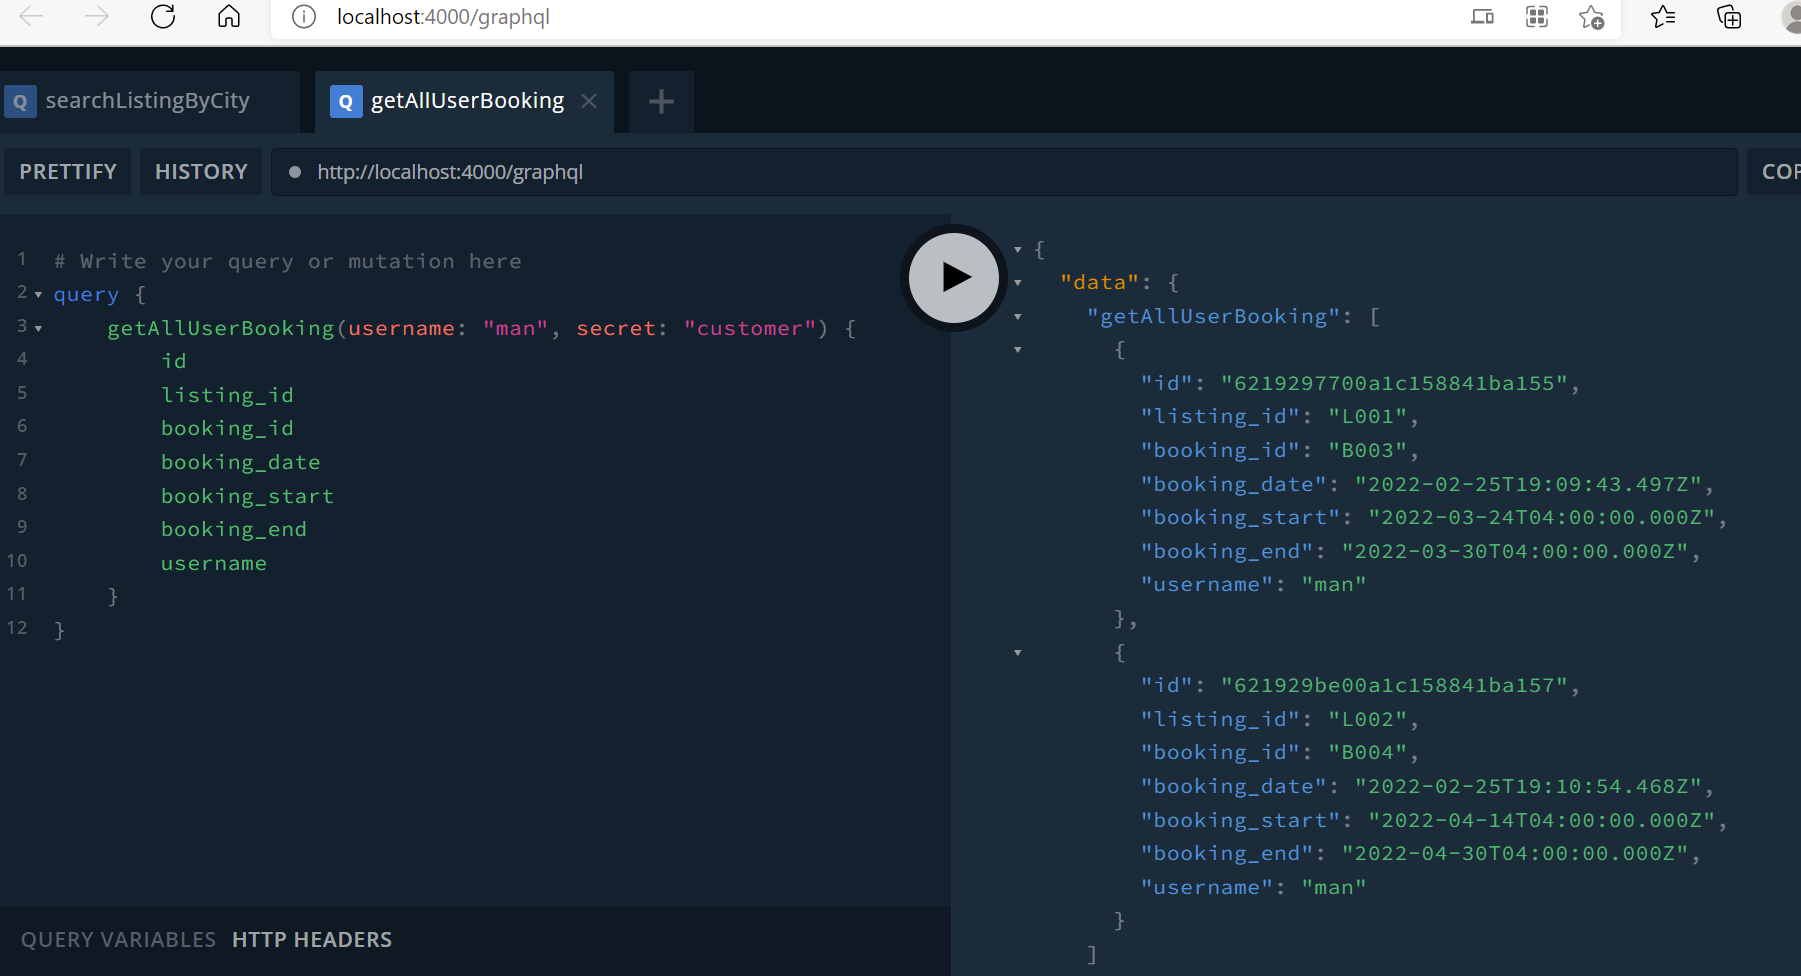 localhost:4000/graphql
Q searchListingByCity
Q getAllUserBooking
PRETTIFY HISTORY http://localhost:4000/graphql COP
1 # Write your query or mutation here
2 query {
3 getAllUserBooking(username: "man", secret: "customer") {
4 id
5 listing_id
6 booking_id
7 booking_date
8 booking_start
9 booking_end
10 username
11 }
12 }
QUERY VARIABLES HTTP HEADERS
{
"data": {
"getAllUserBooking": [
{
"id": "6219297700a1c158841ba155",
"listing_id": "L001",
"booking_id": "B003",
"booking_date": "2022-02-25T19:09:43.497Z",
"booking_start": "2022-03-24T04:00:00.000Z",
"booking_end": "2022-03-30T04:00:00.000Z",
"username": "man"
},
{
"id": "621929be00a1c158841ba157",
"listing_id": "L002",
"booking_id": "B004",
"booking_date": "2022-02-25T19:10:54.468Z",
"booking_start": "2022-04-14T04:00:00.000Z",
"booking_end": "2022-04-30T04:00:00.000Z",
"username": "man"
}
]